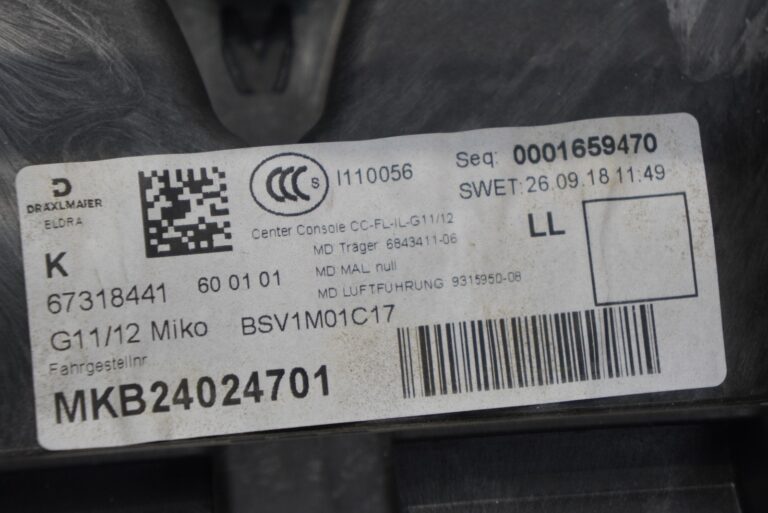 DRÄXLMAIER
ELDRA
CCC S
I110056
Seq: 0001659470
SWET: 26.09.18 11:49
Center Console CC-FL-IL-G11/12
LL
MD Träger 6843411-06
MD MAL null
MD LUFTFÜHRUNG 9315950-08
K
67318441 60 01 01
G11/12 Miko BSV1M01C17
Fahrgestellnr
MKB24024701